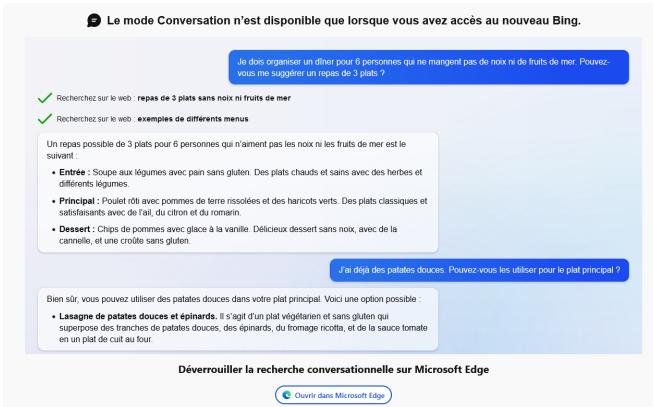 Le mode Conversation n’est disponible que lorsque vous avez accès au nouveau Bing.
Je dois organiser un dîner pour 6 personnes qui ne mangent pas de noix ni de fruits de mer. Pouvez-
vous me suggérer un repas de 3 plats ?
Recherchez sur le web : repas de 3 plats sans noix ni fruits de mer
Recherchez sur le web : exemples de différents menus
Un repas possible de 3 plats pour 6 personnes qui n’aiment pas les noix ni les fruits de mer est le
suivant :
• Entrée : Soupe aux légumes avec pain sans gluten. Des plats chauds et sains avec des herbes et
différents légumes.
• Principal : Poulet rôti avec pommes de terre rissolées et des haricots verts. Des plats classiques et
satisfaisants avec de l’ail, du citron et du romarin.
• Dessert : Chips de pommes avec glace à la vanille. Délicieux dessert sans noix, avec de la
cannelle, et une croûte sans gluten.
J’ai déjà des patates douces. Pouvez-vous les utiliser pour le plat principal ?
Bien sûr, vous pouvez utiliser des patates douces dans votre plat principal. Voici une option possible :
• Lasagne de patates douces et épinards. Il s’agit d’un plat végétarien et sans gluten qui
superpose des tranches de patates douces, des épinards, du fromage ricotta, et de la sauce tomate
en un plat de cuit au four.
Déverrouiller la recherche conversationnelle sur Microsoft Edge
Ouvrir dans Microsoft Edge